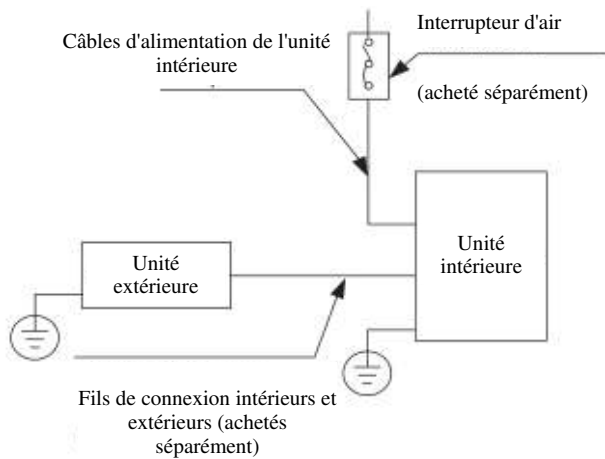 Câbles d'alimentation de l'unité
intérieure
Interrupteur d'air
(acheté séparément)
Unité
extérieure
Unité
intérieure
Fils de connexion intérieurs et
extérieurs (achetés
séparément)